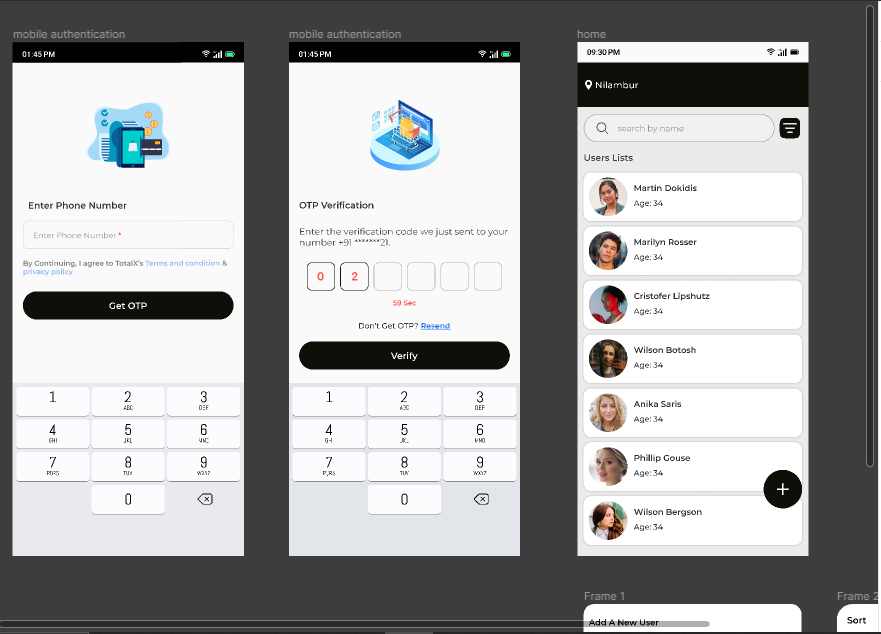 mobile authentication
01:45 PM
Enter Phone Number
Enter Phone Number *
By Continuing, I agree to TotalX's Terms and condition &
privacy policy
Get OTP
1
2
ABC
3
DEF
4
GHI
5
JKL
6
MNO
7
PQRS
8
TUV
9
WXYZ
0
mobile authentication
01:45 PM
OTP Verification
Enter the verification code we just sent to your
number +91 *******21.
0 2
59 Sec
Don't Get OTP? Resend
Verify
1
2
ABC
3
DEF
4
GHI
5
JKL
6
MNO
7
PQRS
8
TUV
9
WXYZ
0
home
09:30 PM
Nilambur
search by name
Users Lists
Martin Dokidis
Age: 34
Marilyn Rosser
Age: 34
Cristofer Lipshutz
Age: 34
Wilson Botosh
Age: 34
Anika Saris
Age: 34
Phillip Gouse
Age: 34
Wilson Bergson
Age: 34
Frame 1
Add A New User
Frame 2
Sort